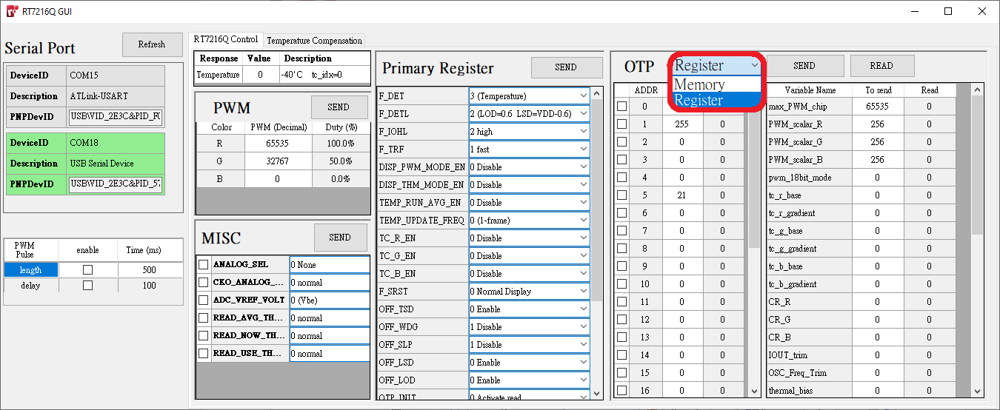 RT7216Q GUI
Serial Port
Refresh
DeviceID COM15
Description ATLink-USART
PNPDevID USB\VID_2E3C&PID_F0
DeviceID COM18
Description USB Serial Device
PNPDevID USB\VID_2E3C&PID_57
PWM Pulse enable Time (ms)
length 500
delay 100
RT7216Q Control Temperature Compensation
Response Value Description
Temperature 0 -40°C tc_idx=0
PWM SEND
Color PWM (Decimal) Duty (%)
R 65535 100.0%
G 32767 50.0%
B 0 0.0%
MISC SEND
ANALOG_SEL 0 None
CKO_ANALOG_... 0 normal
ADC_VREF_VOLT 0 (Vbe)
READ_AVG_TH... 0 normal
READ_NOW_TH... 0 normal
READ_USE_TH... 0 normal
Primary Register SEND
F_DET 3 (Temperature)
F_DETL 2 (LOD=0.6 LSD=VDD-0.6)
F_IOHL 2 high
F_TRF 1 fast
DISP_PWM_MODE_EN 0 Disable
DISP_THM_MODE_EN 0 Disable
TEMP_RUN_AVG_EN 0 Disable
TEMP_UPDATE_FREQ 0 (1-frame)
TC_R_EN 0 Disable
TC_G_EN 0 Disable
TC_B_EN 0 Disable
F_SRST 0 Normal Display
OFF_TSD 0 Enable
OFF_WDG 1 Disable
OFF_SLP 1 Disable
OFF_LSD 0 Enable
OFF_LOD 0 Enable
OTP_INIT 0 Activate read
OTP Register SEND READ
Memory
Register
ADDR
0
1 255 0
2 0 0
3 0 0
4 0 0
5 21 0
6 0 0
7 0 0
8 0 0
9 0 0
10 0 0
11 0 0
12 0 0
13 0 0
14 0 0
15 0 0
16 0 0
Variable Name To send Read
max_PWM_chip 65535
PWM_scalar_R 256 0
PWM_scalar_G 256 0
PWM_scalar_B 256 0
pwm_18bit_mode 0 0
tc_r_base 0 0
tc_r_gradient 0 0
tc_g_base 0 0
tc_g_gradient 0 0
tc_b_base 0 0
tc_b_gradient 0 0
CR_R 0 0
CR_G 0 0
CR_B 0 0
IOUT_trim 0 0
OSC_Freq_Trim 0 0
thermal_bias 0 0